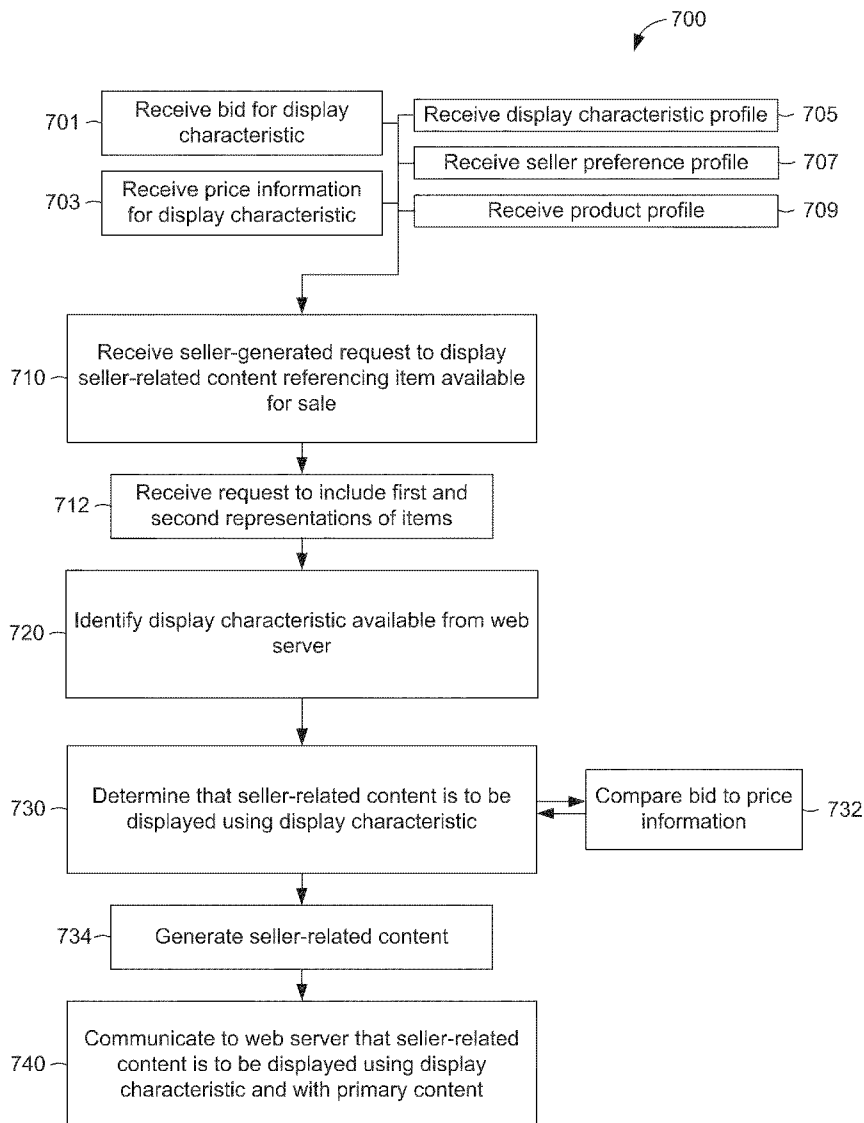 700
701
Receive bid for display
characteristic
Receive display characteristic profile
705
Receive seller preference profile
707
703
Receive price information
for display characteristic
Receive product profile
709
710
Receive seller-generated request to display
seller-related content referencing item available
for sale
712
Receive request to include first and
second representations of items
720
Identify display characteristic available from web
server
730
Determine that seller-related content is to be
displayed using display characteristic
Compare bid to price
information
732
734
Generate seller-related content
740
Communicate to web server that seller-related
content is to be displayed using display
characteristic and with primary content